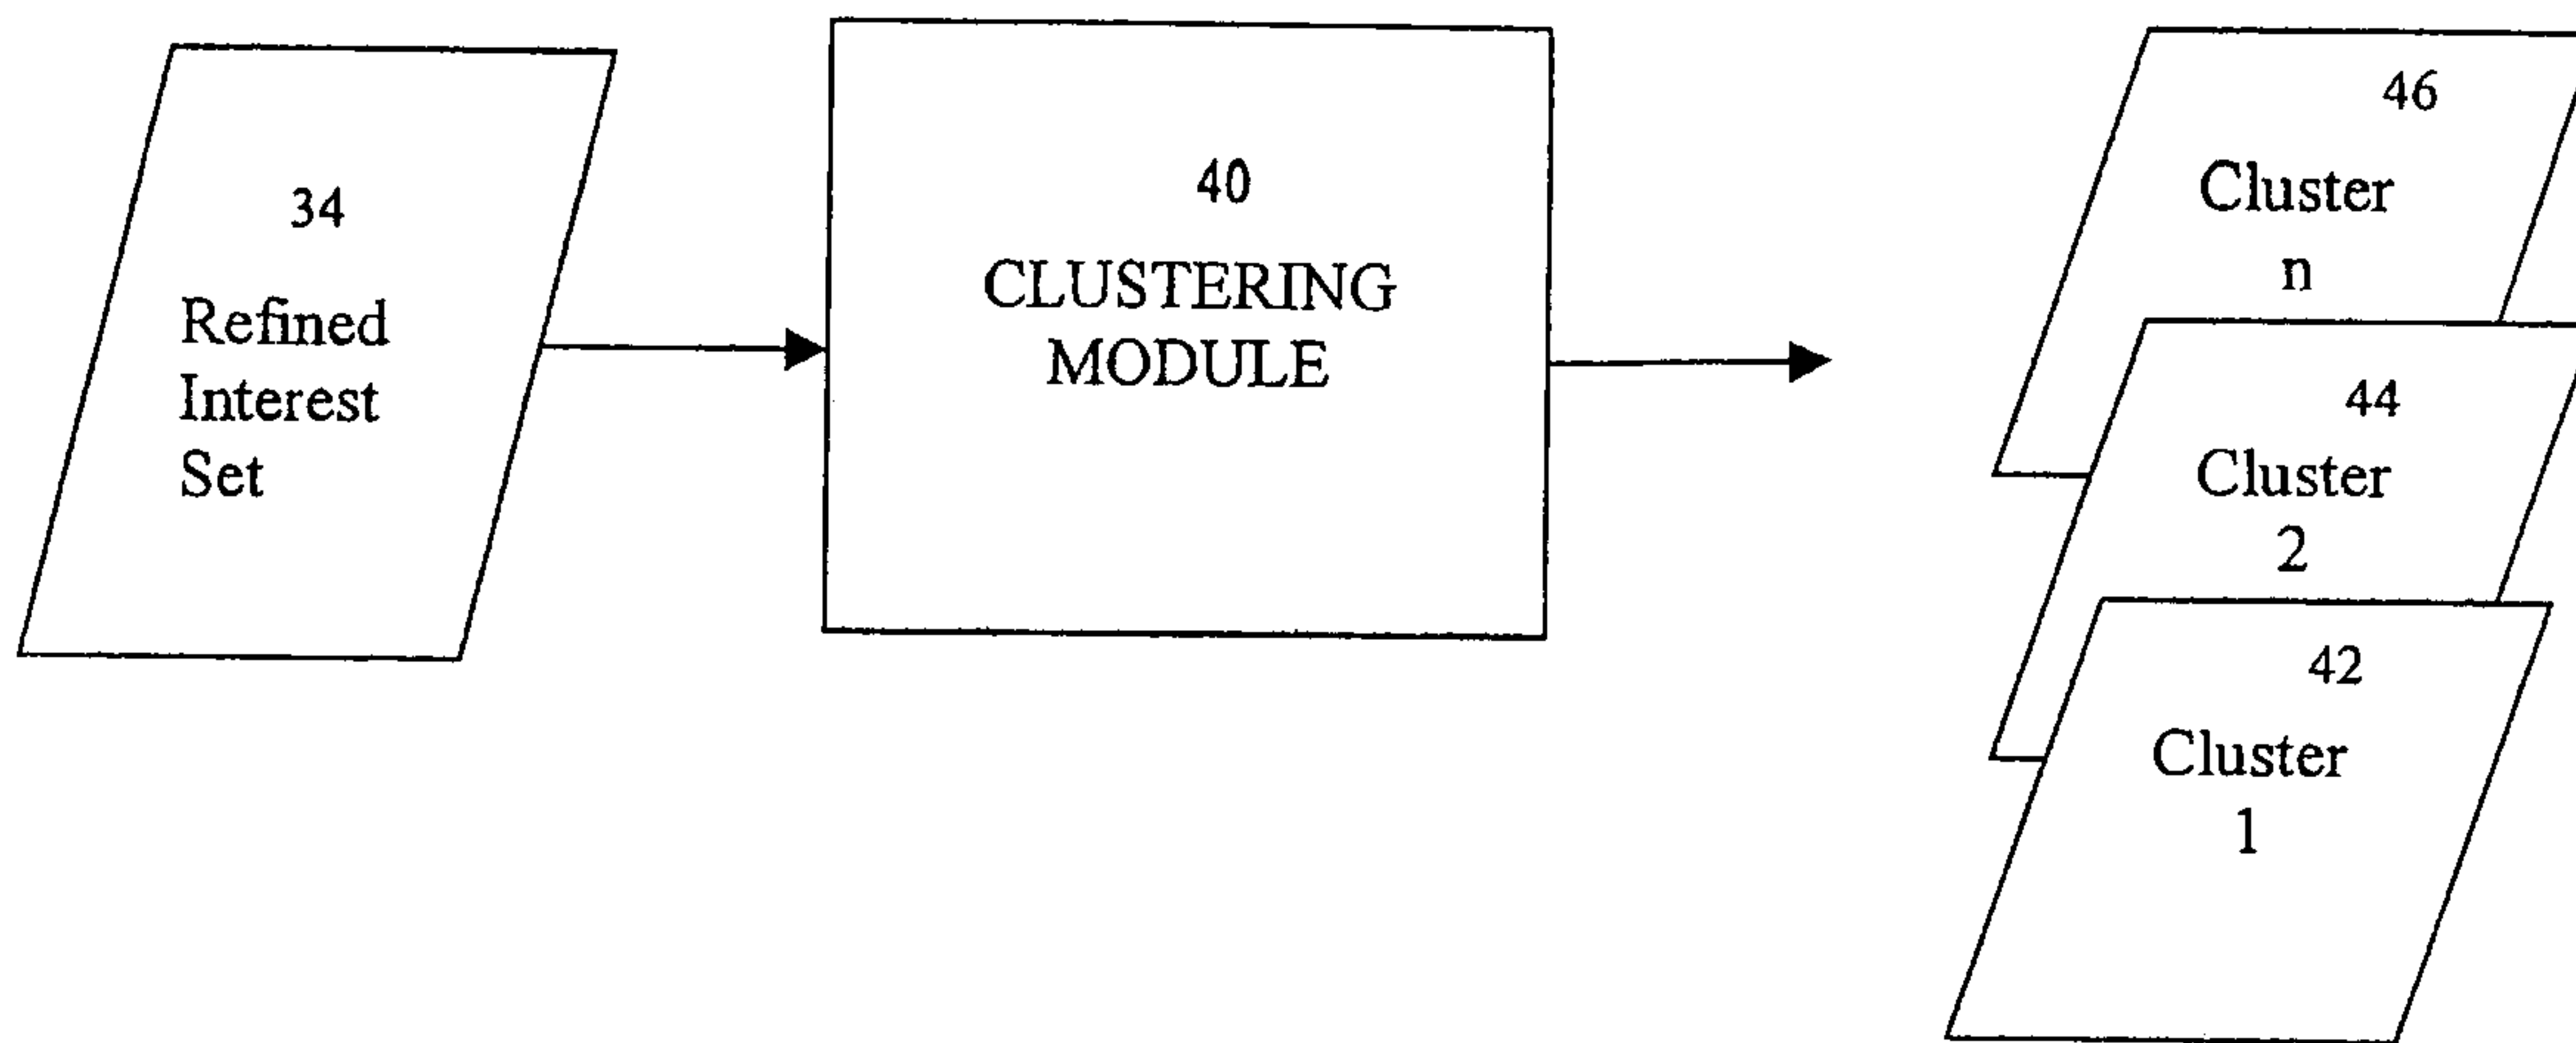 34
Refined
Interest
Set
40
CLUSTERING
MODULE
46
Cluster
n
44
Cluster
2
42
Cluster
1